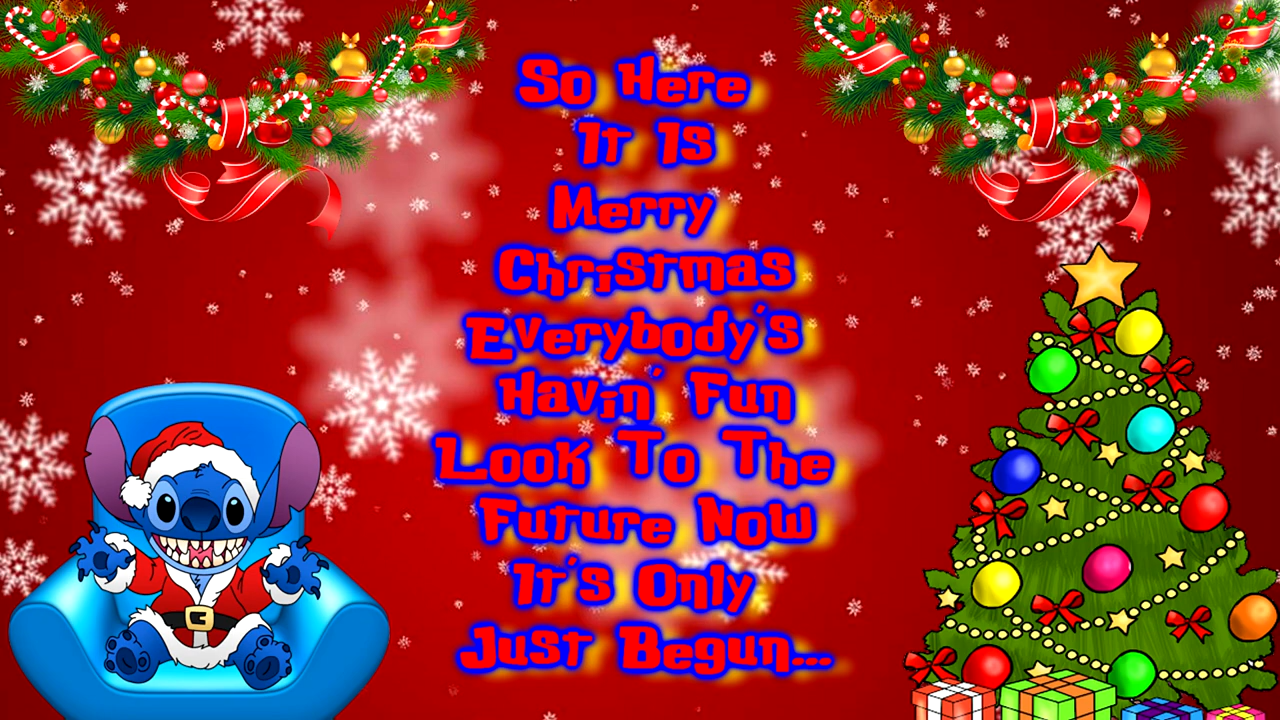 So Here
It Is
Merry
Christmas
Everybody's
Havin' Fun
Look To The
Future Now
It's Only
Just Begun...